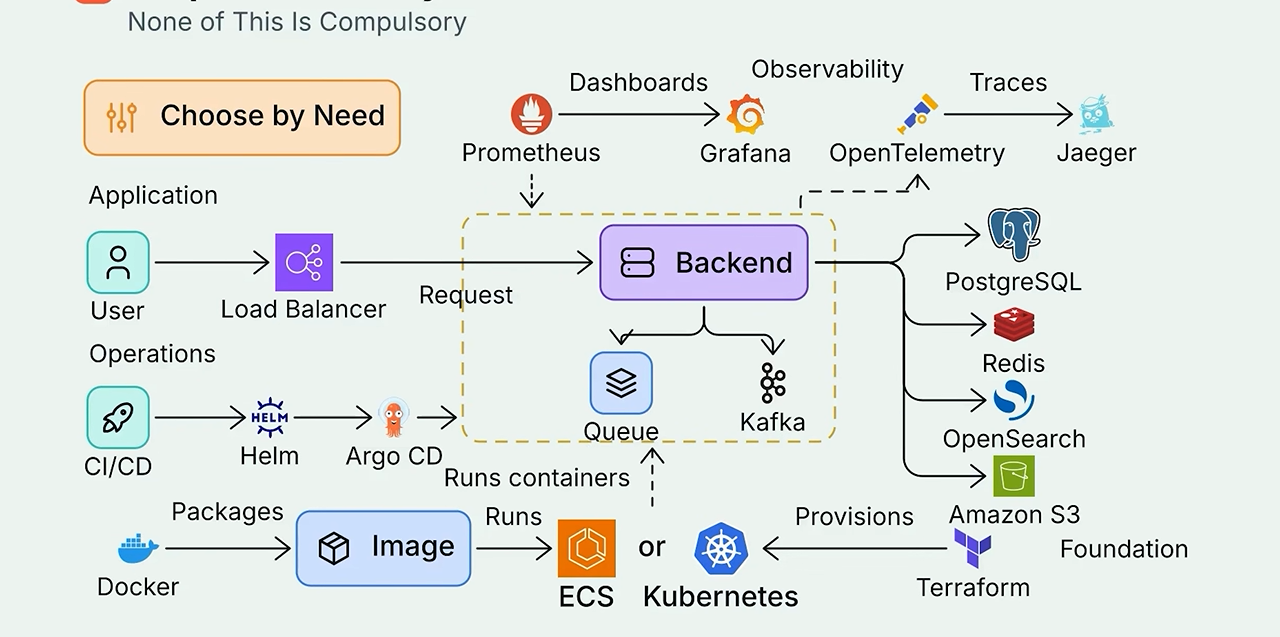 None of This Is Compulsory
Choose by Need
Dashboards
Observability
Traces
Prometheus
Grafana
OpenTelemetry
Jaeger
Application
Backend
User
Load Balancer
Request
PostgreSQL
Redis
Operations
Queue
Kafka
OpenSearch
HELM
CI/CD
Helm
Argo CD
Runs containers
Amazon S3
Packages
Image
Runs
or
Provisions
Foundation
Docker
ECS
Kubernetes
Terraform